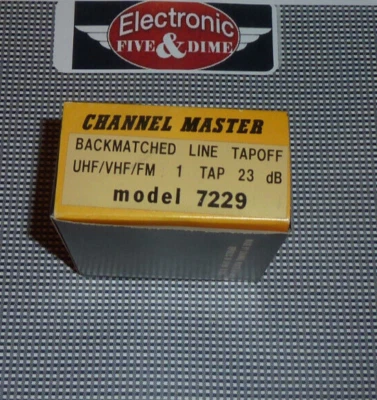 Electronic
FIVE & DIME
CHANNEL MASTER
BACKMATCHED LINE TAPOFF
UHF/VHF/FM 1 TAP 23 dB
model 7229